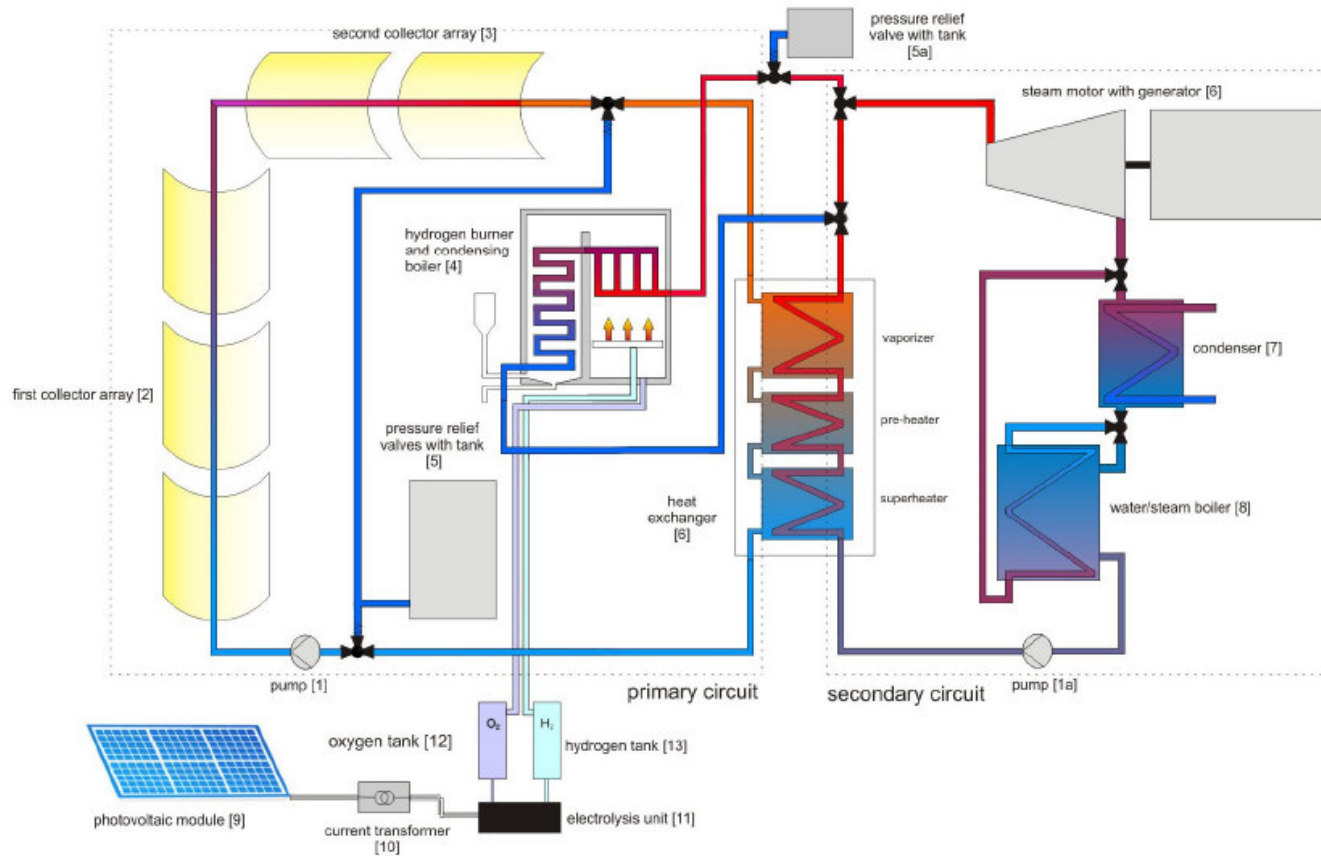 second collector array [3]
pressure relief
valve with tank
[5a]
steam motor with generator [6]
hydrogen burner
and condensing
boiler [4]
vaporizer
condenser [7]
first collector array [2]
pre-heater
pressure relief
valves with tank
[5]
heat
exchanger
[6]
superheater
water/steam boiler [8]
pump [1]
primary circuit
secondary circuit
pump [1a]
O₂
H₂
oxygen tank [12]
hydrogen tank [13]
photovoltaic module [9]
current transformer
[10]
electrolysis unit [11]